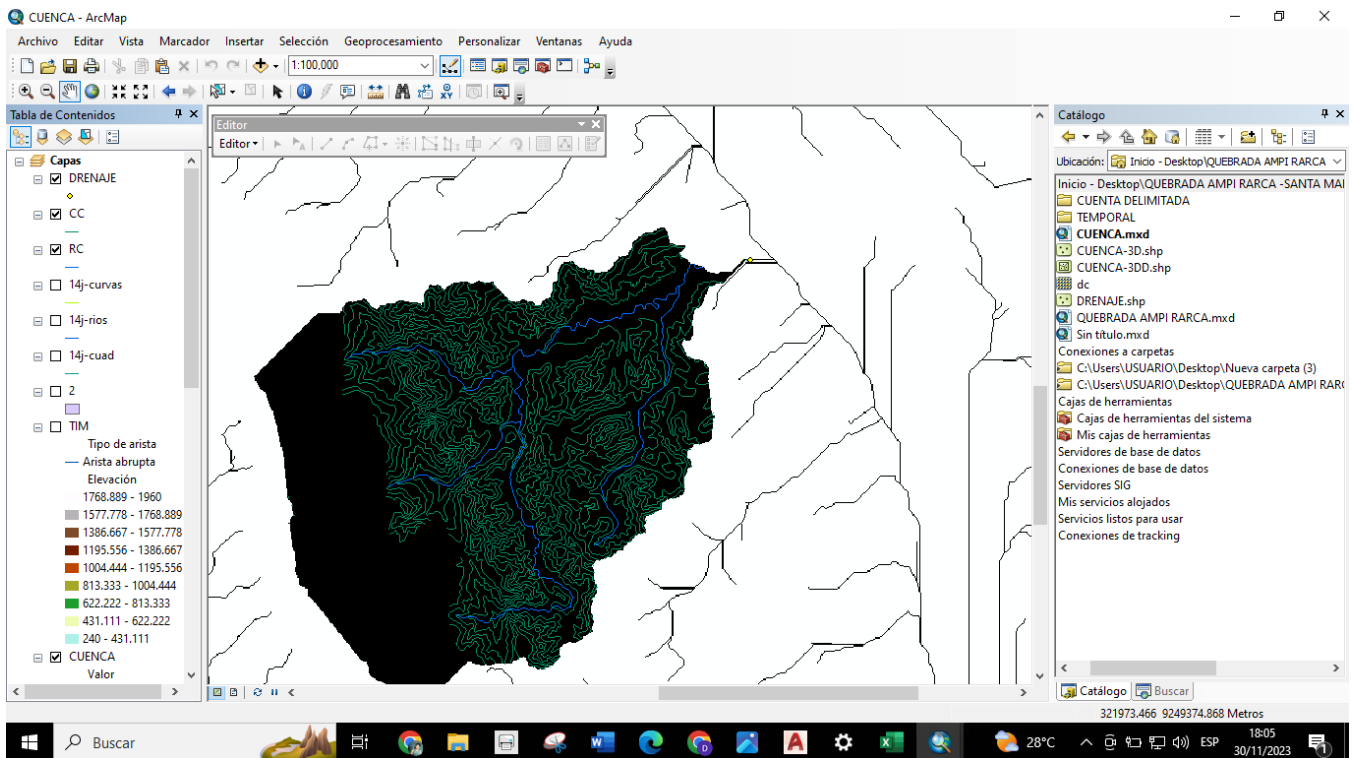 CUENCA - ArcMap
Archivo Editar Vista Marcador Insertar Selección Geoprocesamiento Personalizar Ventanas Ayuda
1:100.000
Tabla de Contenidos
Capas
DRENAJE
CC
RC
14j-curvas
14j-rios
14j-cuad
2
TIM
Tipo de arista
Arista abrupta
Elevación
1768.889 - 1960
1577.778 - 1768.889
1386.667 - 1577.778
1195.556 - 1386.667
1004.444 - 1195.556
813.333 - 1004.444
622.222 - 813.333
431.111 - 622.222
240 - 431.111
CUENCA
Valor
Editor
Editor
Catálogo
Ubicación: Inicio - Desktop\QUEBRADA AMPI RARCA
Inicio - Desktop\QUEBRADA AMPI RARCA -SANTA MAI
CUENTA DELIMITADA
TEMPORAL
CUENCA.mxd
CUENCA-3D.shp
CUENCA-3DD.shp
dc
DRENAJE.shp
QUEBRADA AMPI RARCA.mxd
Sin título.mxd
Conexiones a carpetas
C:\Users\USUARIO\Desktop\Nueva carpeta (3)
C:\Users\USUARIO\Desktop\QUEBRADA AMPI RAR
Cajas de herramientas
Cajas de herramientas del sistema
Mis cajas de herramientas
Servidores de base de datos
Conexiones de base de datos
Servidores SIG
Mis servicios alojados
Servicios listos para usar
Conexiones de tracking
Catálogo Buscar
321973.466 9249374.868 Metros
Buscar
28°C
ESP
18:05
30/11/2023